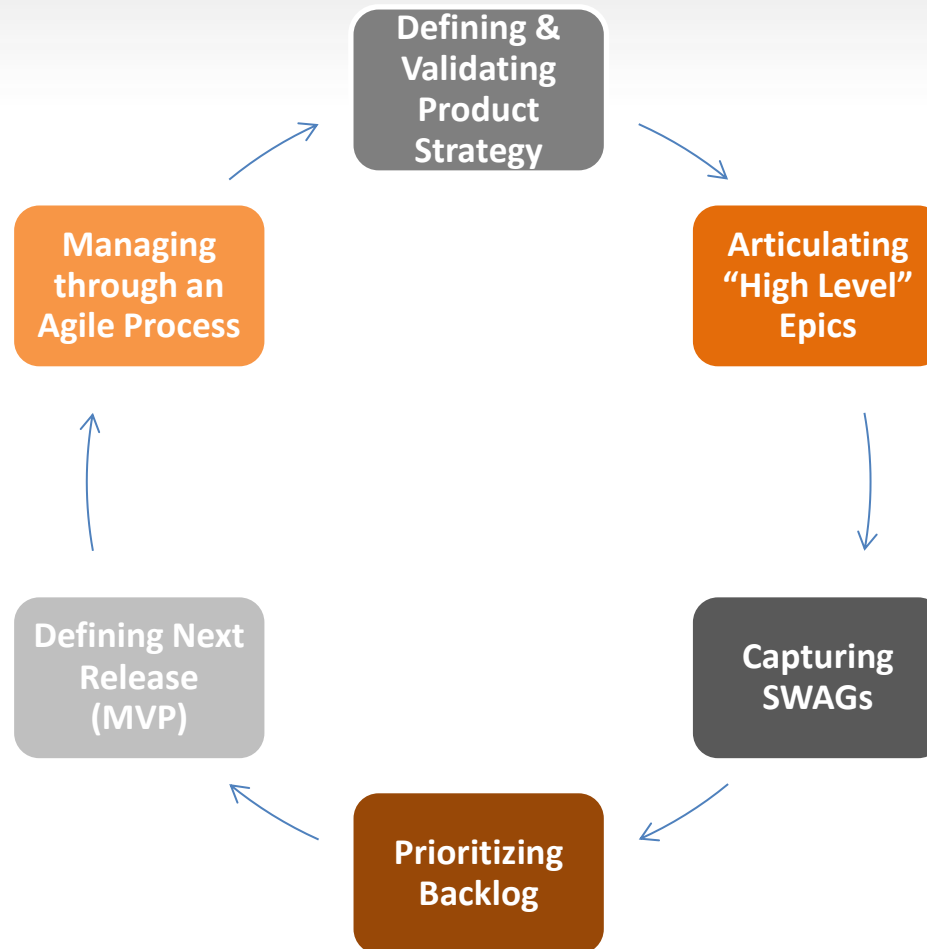 Defining &
Validating
Product
Strategy
Articulating
“High Level”
Epics
Capturing
SWAGs
Prioritizing
Backlog
Defining Next
Release
(MVP)
Managing
through an
Agile Process